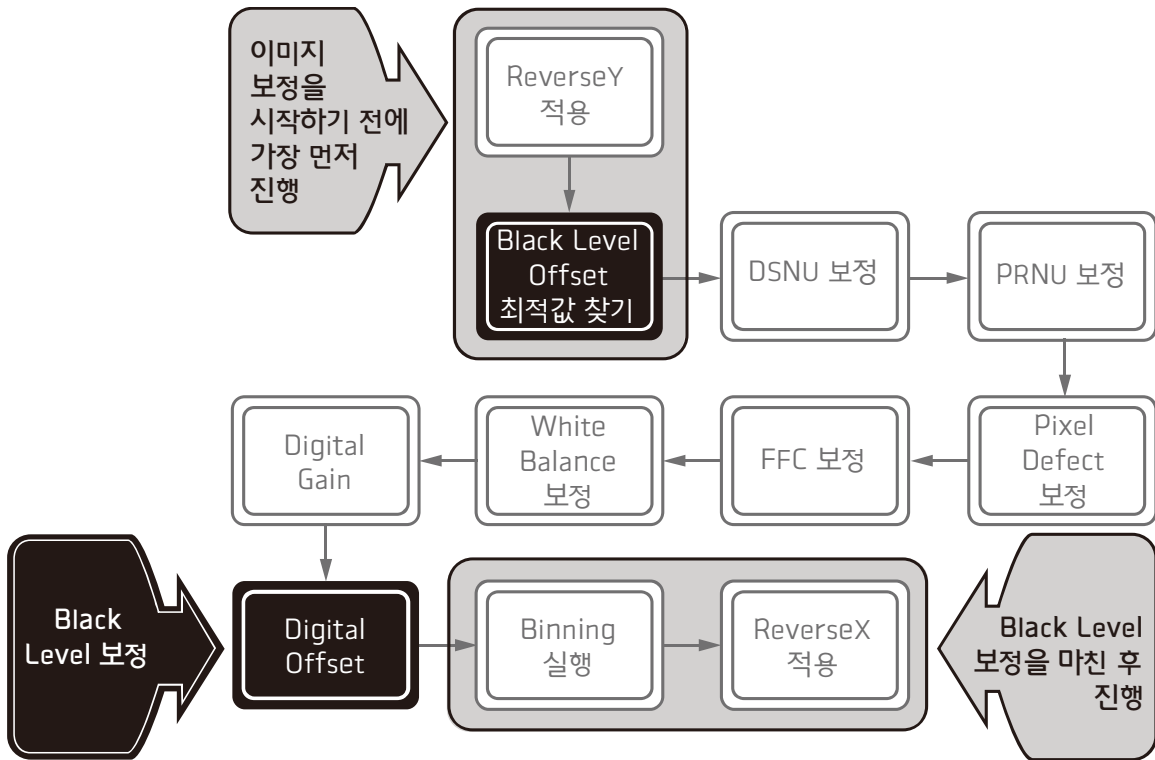 이미지
보정을
시작하기 전에
가장 먼저
진행
ReverseY
적용
Black Level
Offset
최적값 찾기
DSNU 보정
PRNU 보정
Pixel
Defect
보정
FFC 보정
White
Balance
보정
Digital
Gain
Black
Level 보정
Digital
Offset
Binning
실행
ReverseX
적용
Black Level
보정을 마친 후
진행